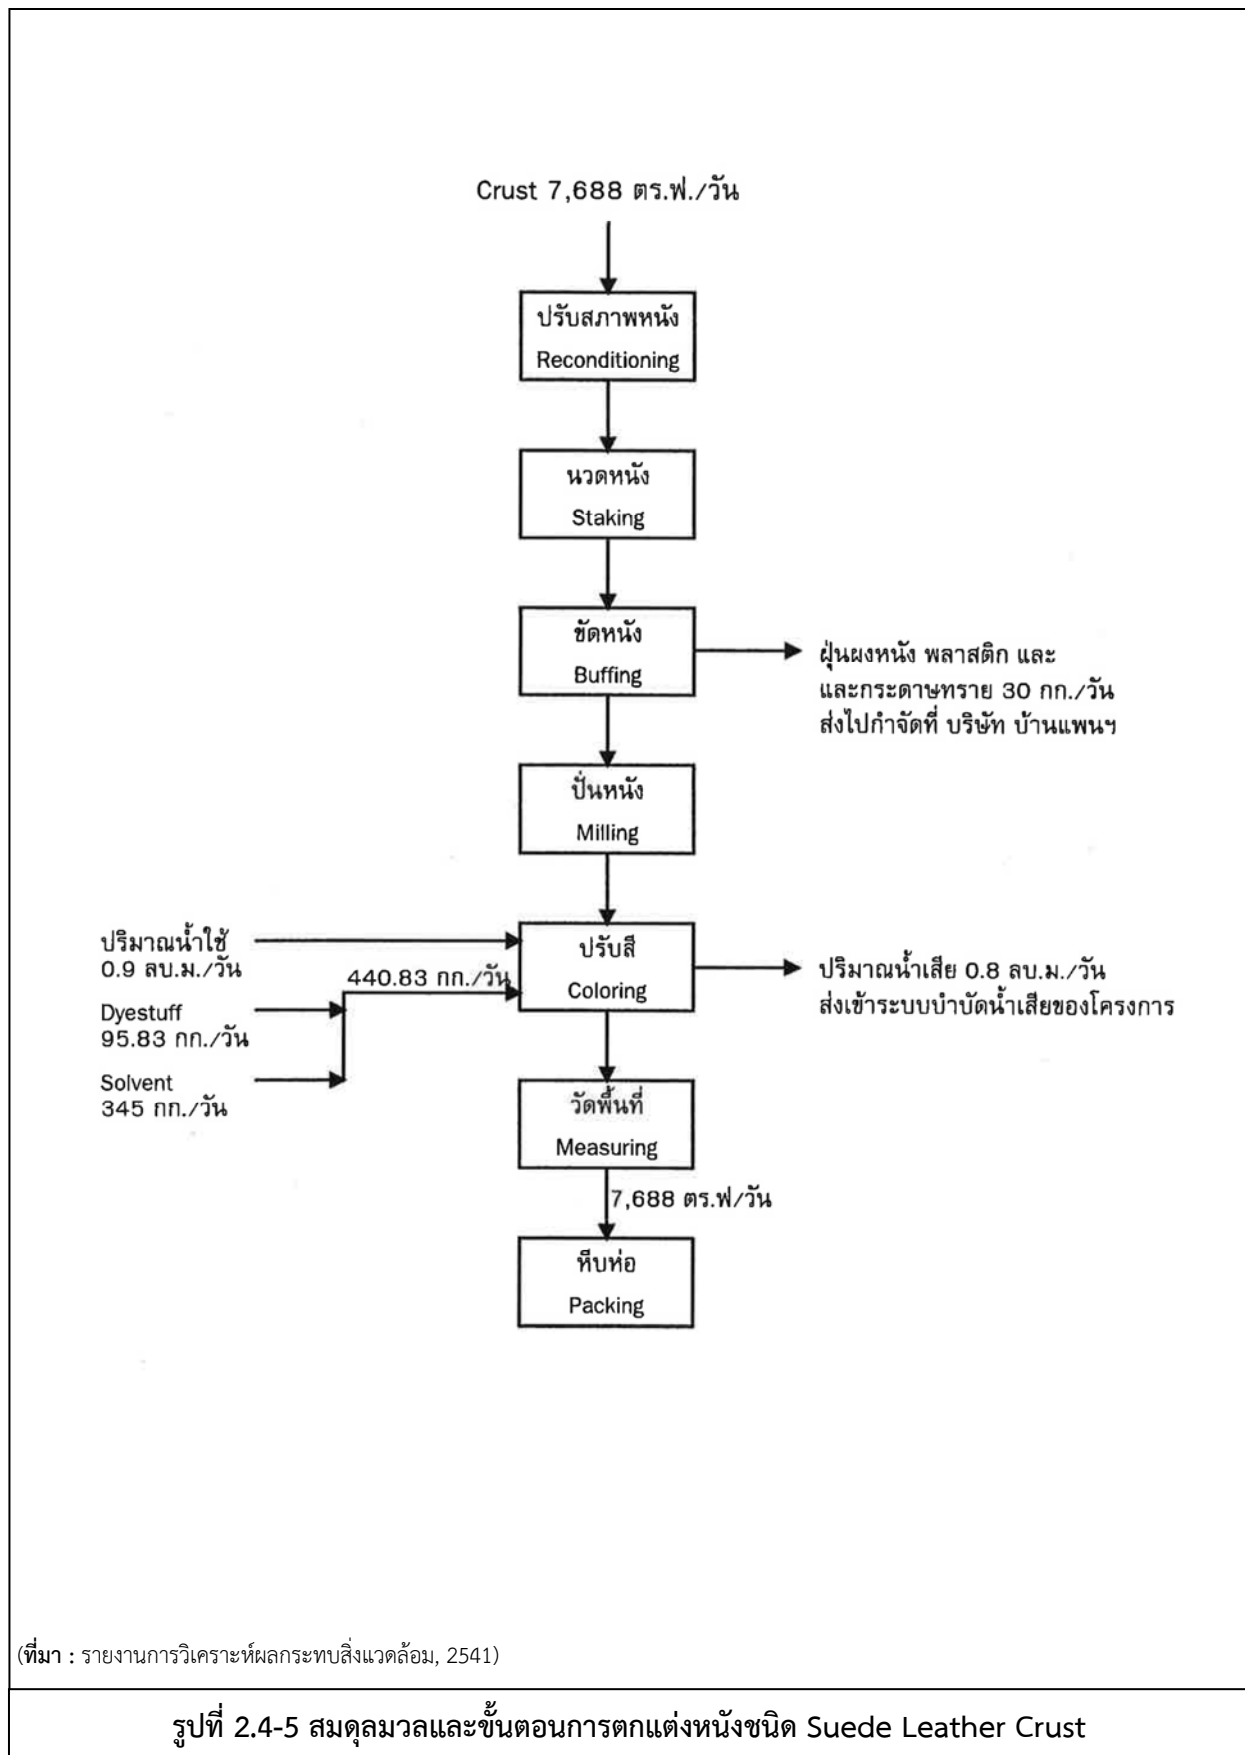 Crust 7,688 ตร.ฟ./วัน
ปรับสภาพหนัง
Reconditioning
นวดหนัง
Staking
ขัดหนัง
Buffing
ฝุ่นผงหนัง พลาสติก และ
และกระดาษทราย 30 กก./วัน
ส่งไปกำจัดที่ บริษัท บ้านแพนฯ
ปั่นหนัง
Milling
ปริมาณน้ำใช้
0.9 ลบ.ม./วัน
440.83 กก./วัน
Dyestuff
95.83 กก./วัน
Solvent
345 กก./วัน
ปรับสี
Coloring
ปริมาณน้ำเสีย 0.8 ลบ.ม./วัน
ส่งเข้าระบบบำบัดน้ำเสียของโครงการ
วัดพื้นที่
Measuring
7,688 ตร.ฟ/วัน
หีบห่อ
Packing
(ที่มา : รายงานการวิเคราะห์ผลกระทบสิ่งแวดล้อม, 2541)
รูปที่ 2.4-5 สมดุลมวลและขั้นตอนการตกแต่งหนังชนิด Suede Leather Crust